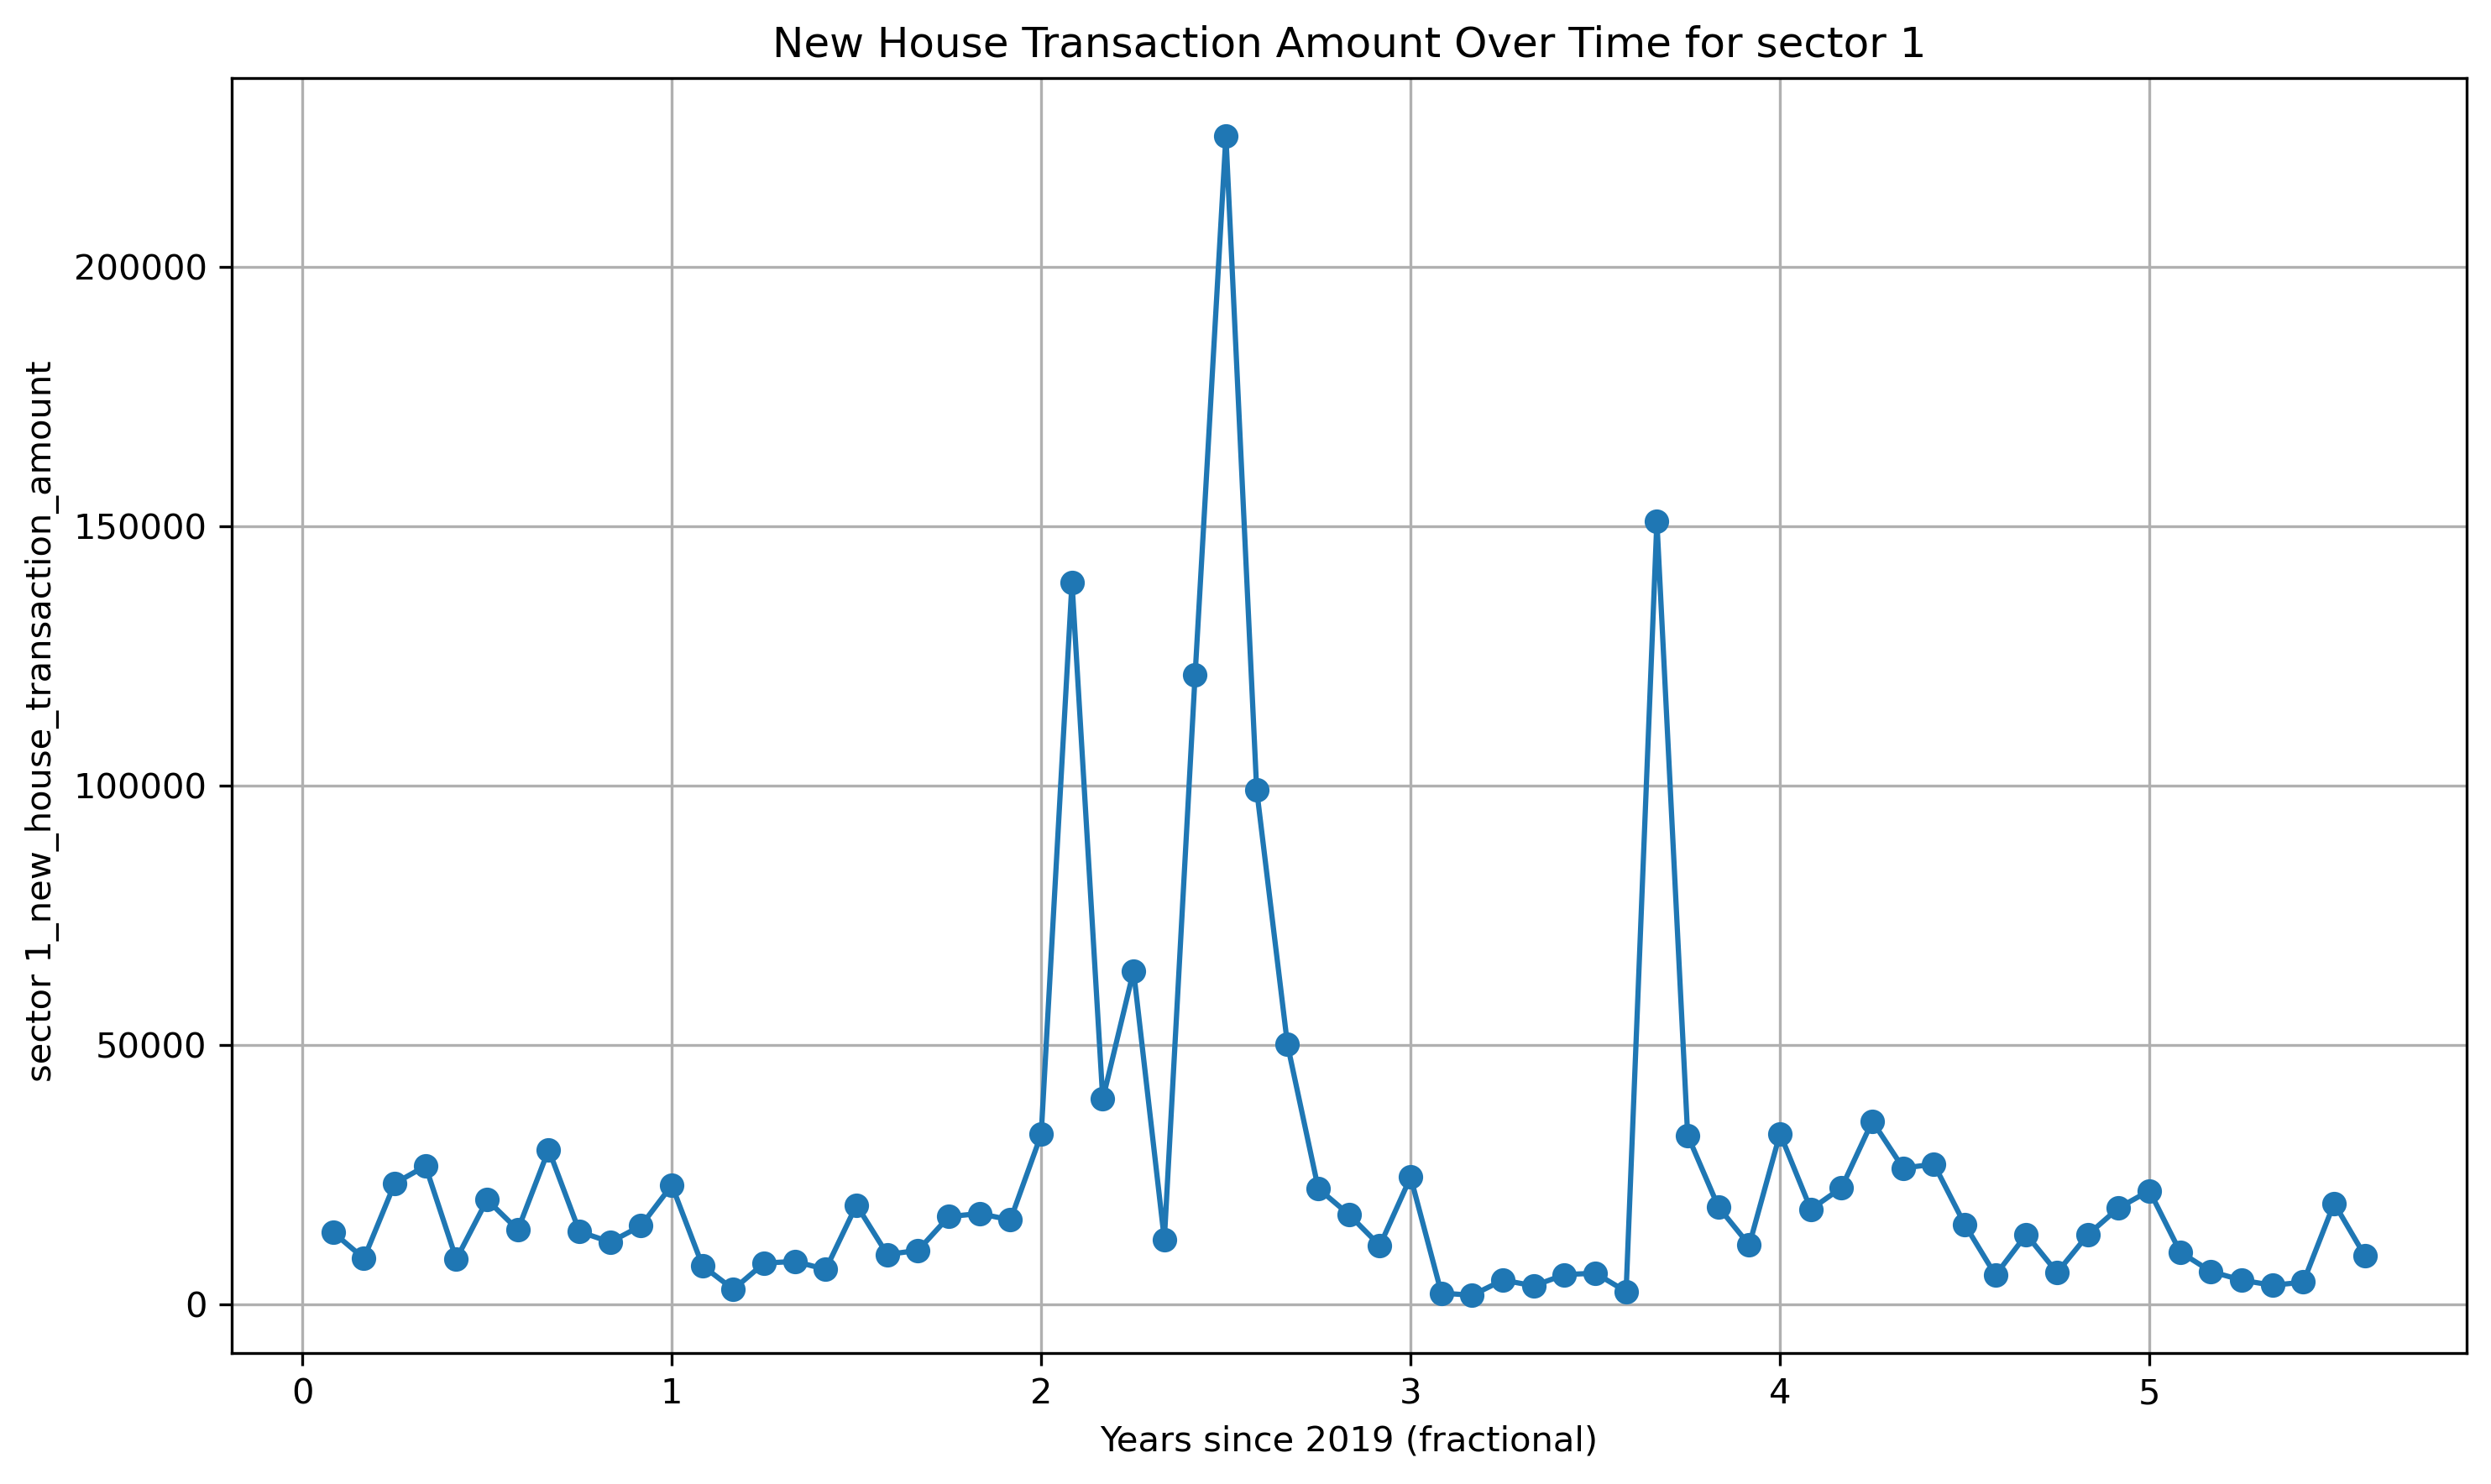 New House Transaction Amount Over Time for sector 1
sector 1_new_house_transaction_amount
200000
150000
100000
50000
0
0 1 2 3 4 5
Years since 2019 (fractional)